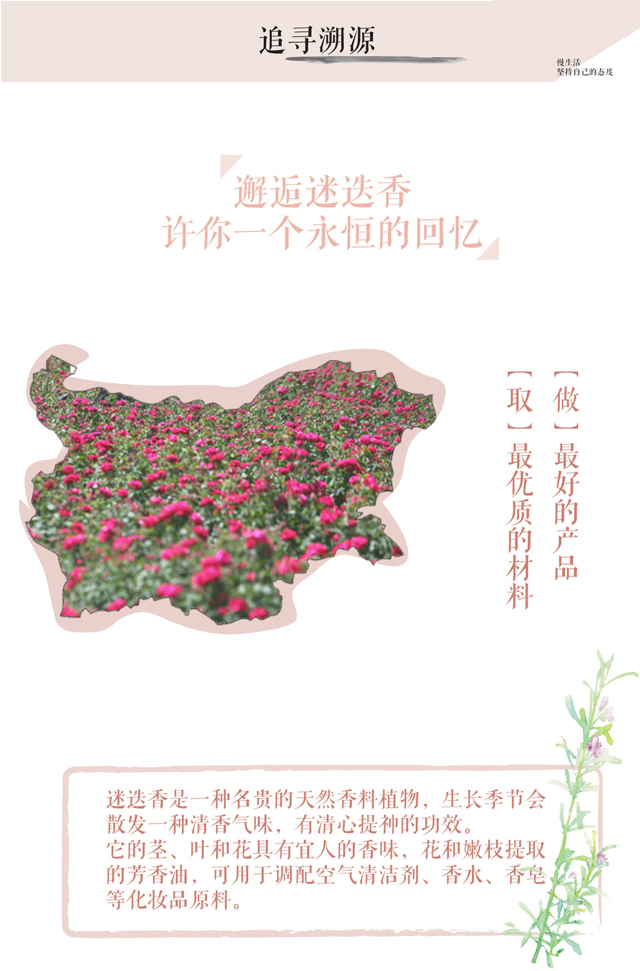 追寻溯源
慢生活
坚持自己的态度
邂逅迷迭香
许你一个永恒的回忆
【做】最好的产品
【取】最优质的材料
迷迭香是一种名贵的天然香料植物，生长季节会
散发一种清香气味，有清心提神的功效。
它的茎、叶和花具有宜人的香味，花和嫩枝提取
的芳香油，可用于调配空气清洁剂、香水、香皂
等化妆品原料。